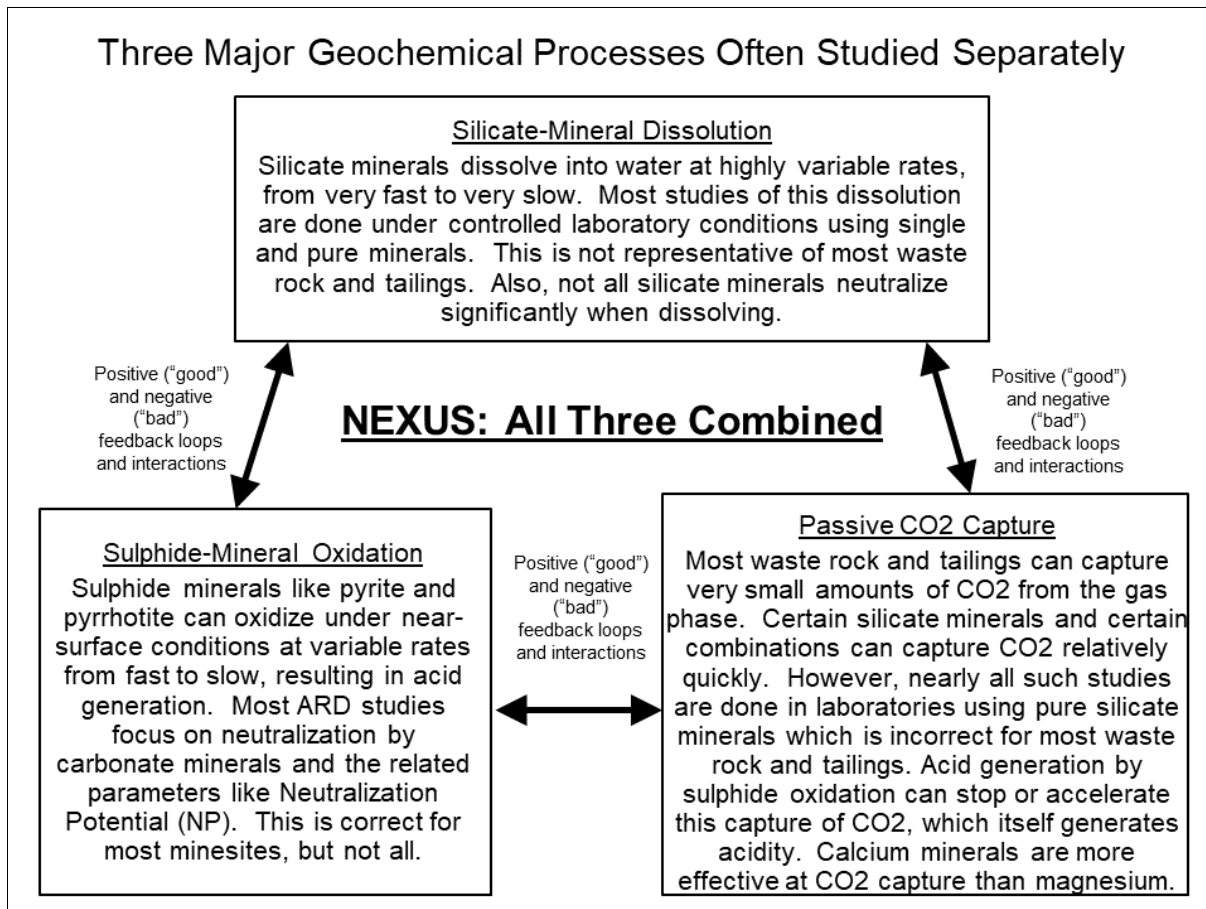 Three Major Geochemical Processes Often Studied Separately
Silicate-Mineral Dissolution
Silicate minerals dissolve into water at highly variable rates,
from very fast to very slow.  Most studies of this dissolution
are done under controlled laboratory conditions using single
and pure minerals.  This is not representative of most waste
rock and tailings.  Also, not all silicate minerals neutralize
significantly when dissolving.
Positive (“good”)
and negative
(“bad”)
feedback loops
and interactions
NEXUS:  All Three Combined
Positive (“good”)
and negative
(“bad”)
feedback loops
and interactions
Sulphide-Mineral Oxidation
Sulphide minerals like pyrite and
pyrrhotite can oxidize under near-
surface conditions at variable rates
from fast to slow, resulting in acid
generation.  Most ARD studies
focus on neutralization by
carbonate minerals and the related
parameters like Neutralization
Potential (NP).  This is correct for
most minesites, but not all.
Positive (“good”)
and negative
(“bad”)
feedback loops
and interactions
Passive CO2 Capture
Most waste rock and tailings can capture
very small amounts of CO2 from the gas
phase.  Certain silicate minerals and certain
combinations can capture CO2 relatively
quickly.  However, nearly all such studies
are done in laboratories using pure silicate
minerals which is incorrect for most waste
rock and tailings. Acid generation by
sulphide oxidation can stop or accelerate
this capture of CO2, which itself generates
acidity.  Calcium minerals are more
effective at CO2 capture than magnesium.